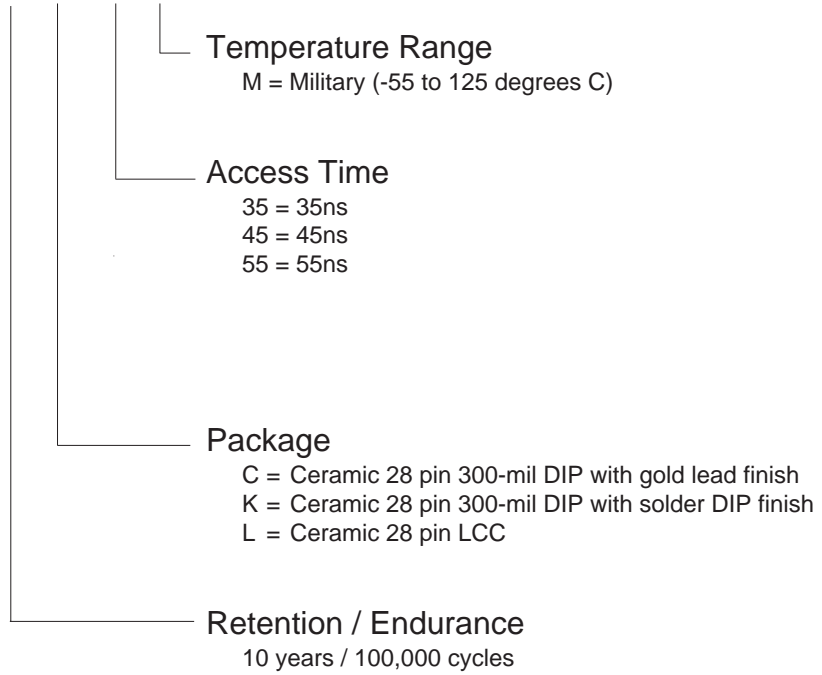 Temperature Range
M = Military (-55 to 125 degrees C)
Access Time
35 = 35ns
45 = 45ns
55 = 55ns
Package
C = Ceramic 28 pin 300-mil DIP with gold lead finish
K = Ceramic 28 pin 300-mil DIP with solder DIP finish
L = Ceramic 28 pin LCC
Retention / Endurance
10 years / 100,000 cycles